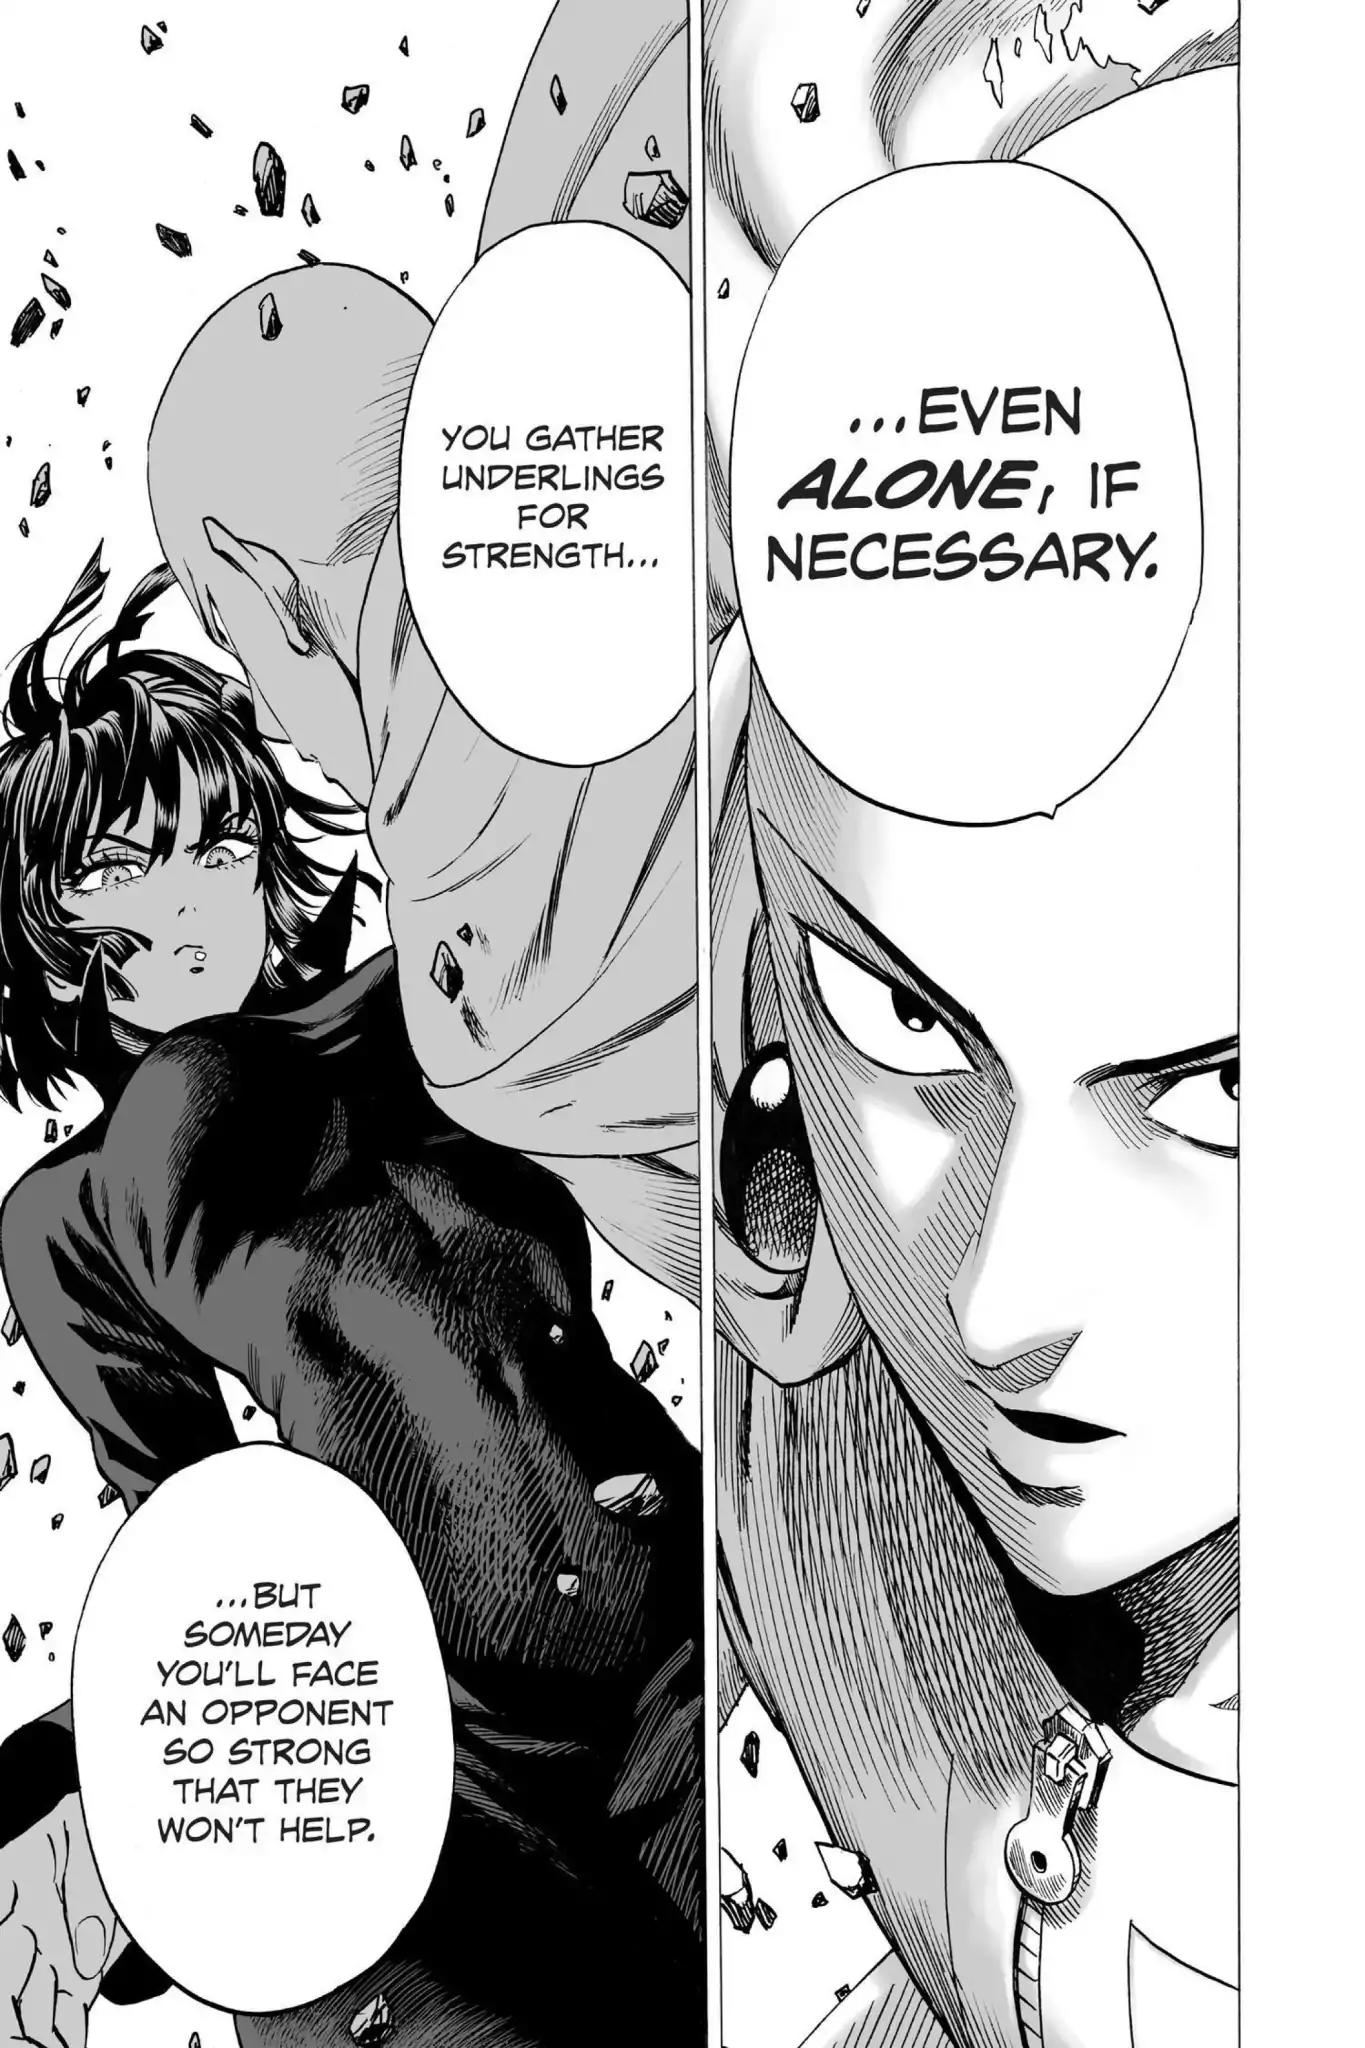 ...EVEN
ALONE, IF
NECESSARY.
YOU GATHER
UNDERLINGS
FOR
STRENGTH...
...BUT
SOMEDAY
YOU'LL FACE
AN OPPONENT
SO STRONG
THAT THEY
WON'T HELP.